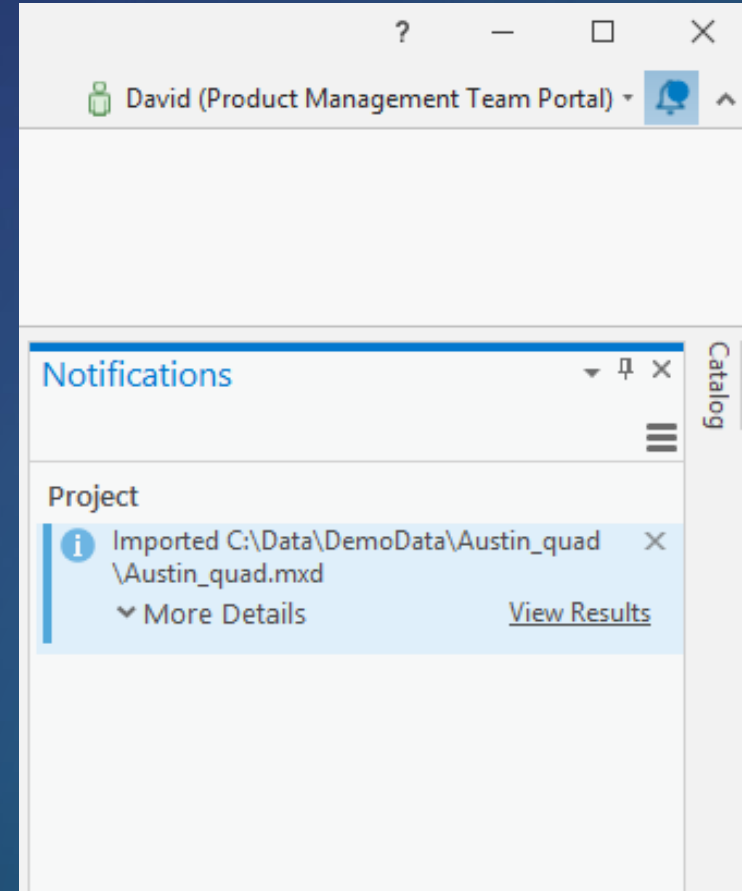 ?
David (Product Management Team Portal)
Catalog
Notifications
Project
Imported C:\Data\DemoData\Austin_quad
\Austin_quad.mxd
More Details
View Results